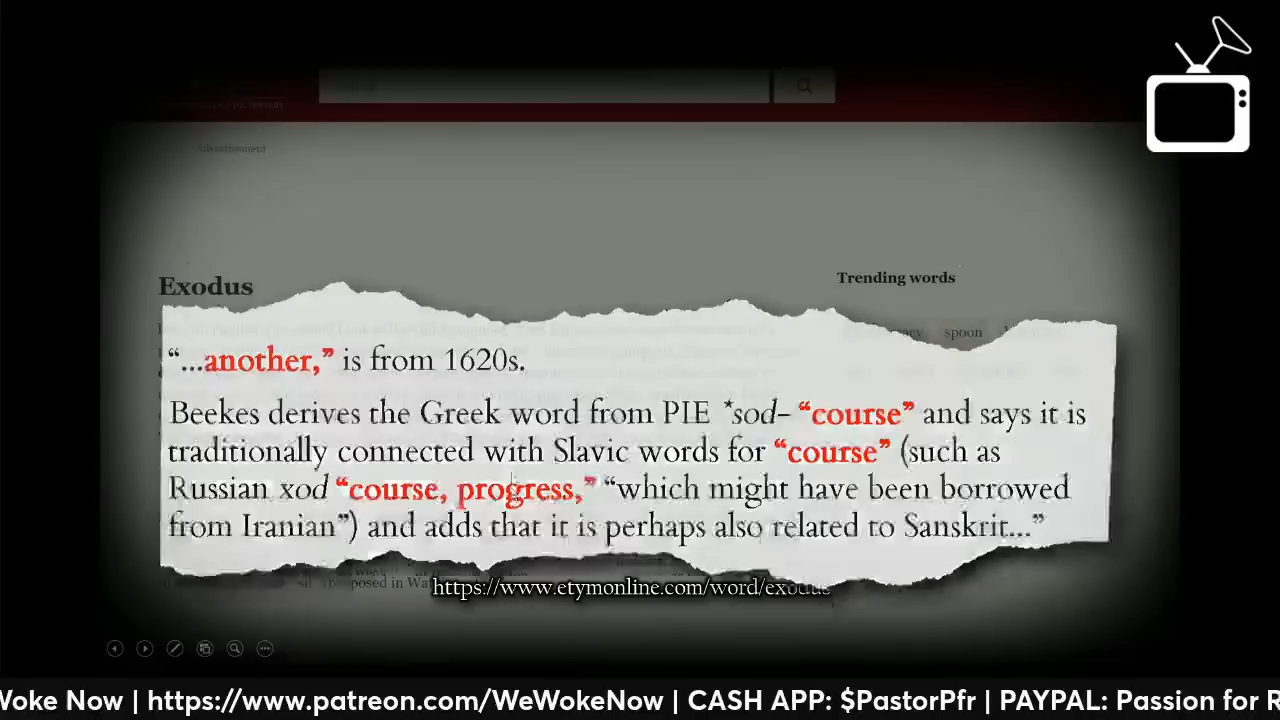 Advertisement
Exodus
Trending words
spoon
“...another,” is from 1620s.
Beekes derives the Greek word from PIE *sod– “course” and says it is
traditionally connected with Slavic words for “course” (such as
Russian xod “course, progress,” “which might have been borrowed
from Iranian”) and adds that it is perhaps also related to Sanskrit...”
https://www.etymonline.com/word/exodus
Woke Now | https://www.patreon.com/WeWokeNow | CASH APP: $PastorPfr | PAYPAL: Passion for